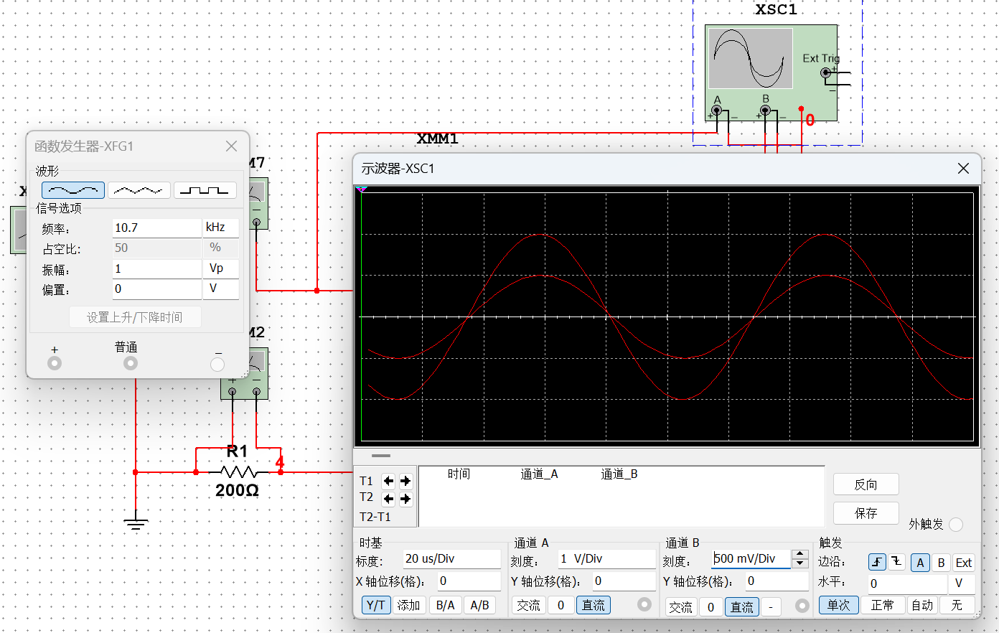 XSC1
Ext Trig
+
A
B
+
−
+
−
−
0
XMM1
函数发生器-XFG1
M7
波形
信号选项
频率：
10.7
kHz
占空比:
50
%
振幅：
1
Vp
偏置：
0
V
设置上升/下降时间
+
普通
−
M2
+
−
R1
4
200Ω
示波器-XSC1
时间
通道_A
通道_B
T1
T2
T2-T1
反向
保存
外触发
时基
标度：
20 us/Div
X 轴位移(格)：
0
Y/T
添加
B/A
A/B
通道 A
刻度：
1 V/Div
Y 轴位移(格)：
0
交流
0
直流
通道 B
刻度：
500 mV/Div
Y 轴位移(格)：
0
交流
0
直流
-
触发
边沿：
A
B
Ext
水平：
0
V
单次
正常
自动
无